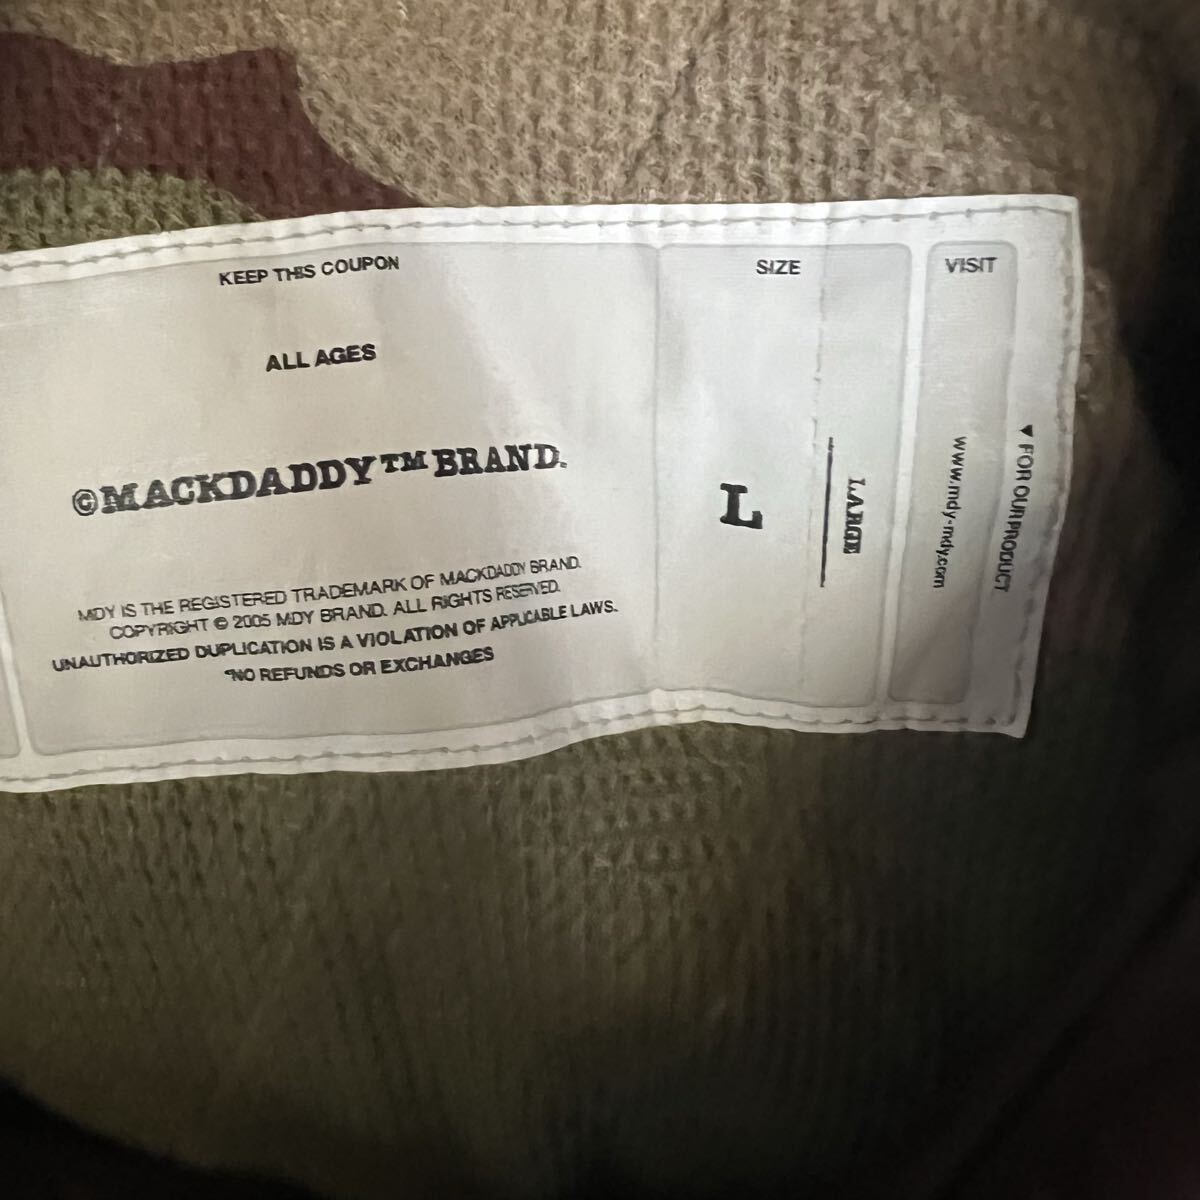 KEEP THIS COUPON
ALL AGES
©MACKDADDY™ BRAND.
MDY IS THE REGISTERED TRADEMARK OF MACKDADDY BRAND.
COPYRIGHT © 2005 MDY BRAND. ALL RIGHTS RESERVED.
UNAUTHORIZED DUPLICATION IS A VIOLATION OF APPLICABLE LAWS.
*NO REFUNDS OR EXCHANGES
SIZE
L
LARGE
VISIT
▼ FOR OUR PRODUCT
www.mdy-mdy.com